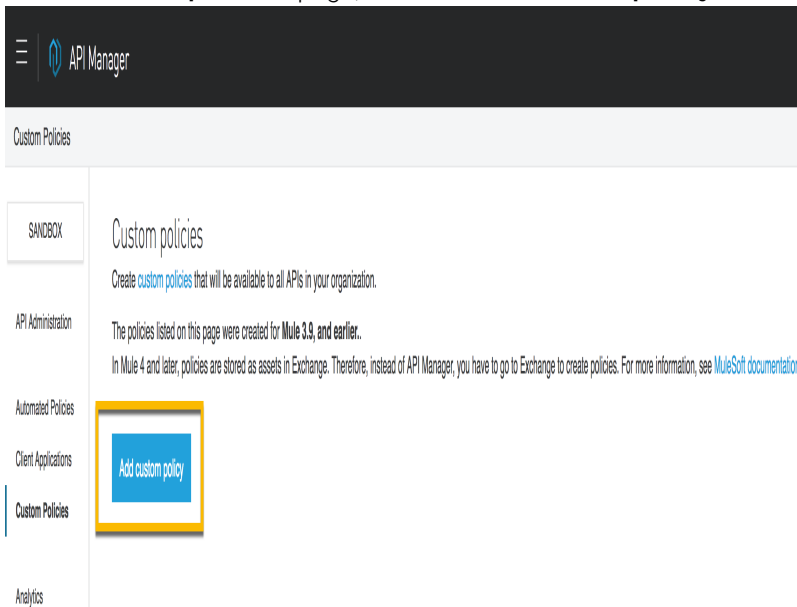 API Manager
Custom Policies
SANDBOX
Custom policies
Create custom policies that will be available to all APIs in your organization.
API Administration
The policies listed on this page were created for Mule 3.9, and earlier..
In Mule 4 and later, policies are stored as assets in Exchange. Therefore, instead of API Manager, you have to go to Exchange to create policies. For more information, see MuleSoft documentation
Automated Policies
Client Applications
Add custom policy
Custom Policies
Analytics